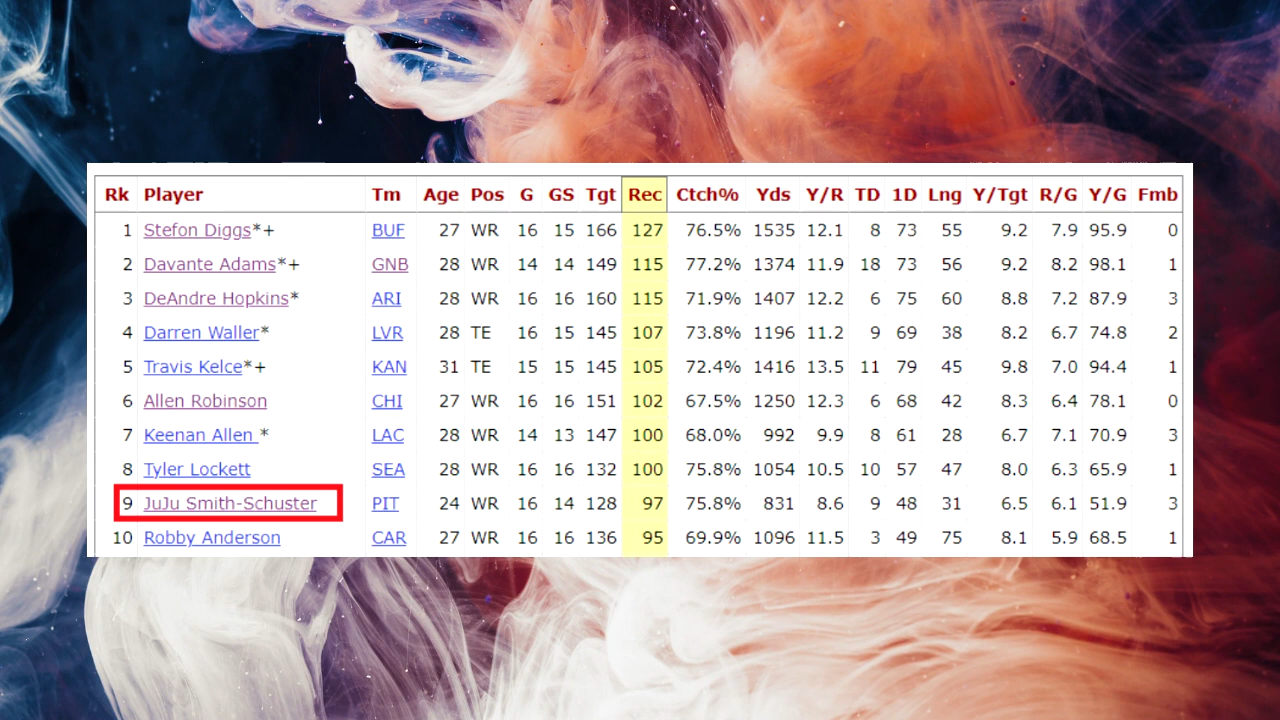 Rk Player Tm Age Pos G GS Tgt Rec Ctch% Yds Y/R TD 1D Lng Y/Tgt R/G Y/G Fmb
1 Stefon Diggs*+ BUF 27 WR 16 15 166 127 76.5% 1535 12.1 8 73 55 9.2 7.9 95.9 0
2 Davante Adams*+ GNB 28 WR 14 14 149 115 77.2% 1374 11.9 18 73 56 9.2 8.2 98.1 1
3 DeAndre Hopkins* ARI 28 WR 16 16 160 115 71.9% 1407 12.2 6 75 60 8.8 7.2 87.9 3
4 Darren Waller* LVR 28 TE 16 15 145 107 73.8% 1196 11.2 9 69 38 8.2 6.7 74.8 2
5 Travis Kelce*+ KAN 31 TE 15 15 145 105 72.4% 1416 13.5 11 79 45 9.8 7.0 94.4 1
6 Allen Robinson CHI 27 WR 16 16 151 102 67.5% 1250 12.3 6 68 42 8.3 6.4 78.1 0
7 Keenan Allen * LAC 28 WR 14 13 147 100 68.0% 992 9.9 8 61 28 6.7 7.1 70.9 3
8 Tyler Lockett SEA 28 WR 16 16 132 100 75.8% 1054 10.5 10 57 47 8.0 6.3 65.9 1
9 JuJu Smith-Schuster PIT 24 WR 16 14 128 97 75.8% 831 8.6 9 48 31 6.5 6.1 51.9 3
10 Robby Anderson CAR 27 WR 16 16 136 95 69.9% 1096 11.5 3 49 75 8.1 5.9 68.5 1